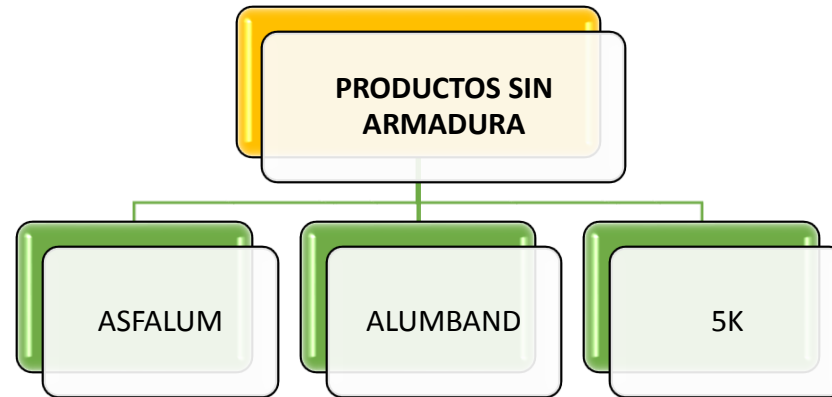 PRODUCTOS SIN
ARMADURA
ASFALUM
ALUMBAND
5K